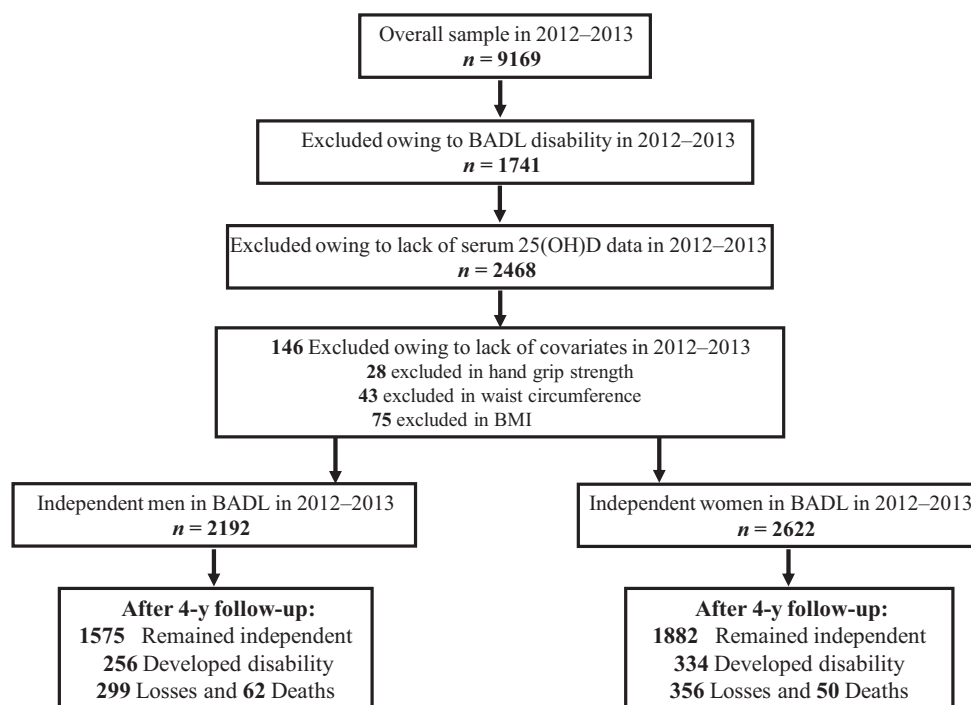 Overall sample in 2012–2013
n = 9169
Excluded owing to BADL disability in 2012–2013
n = 1741
Excluded owing to lack of serum 25(OH)D data in 2012–2013
n = 2468
146 Excluded owing to lack of covariates in 2012–2013
28 excluded in hand grip strength
43 excluded in waist circumference
75 excluded in BMI
Independent men in BADL in 2012–2013
n = 2192
Independent women in BADL in 2012–2013
n = 2622
After 4-y follow-up:
1575 Remained independent
256 Developed disability
299 Losses and 62 Deaths
After 4-y follow-up:
1882 Remained independent
334 Developed disability
356 Losses and 50 Deaths